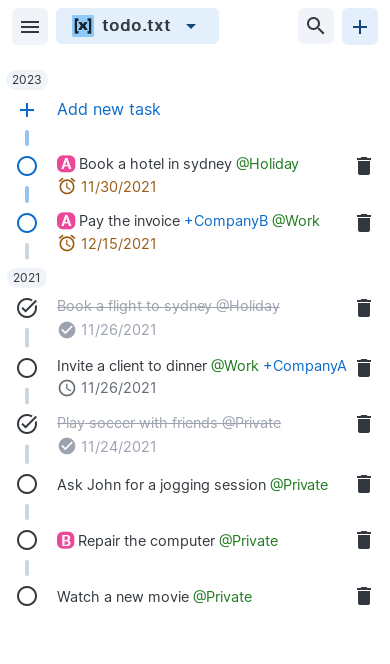 [x] todo.txt
2023
Add new task
A Book a hotel in sydney @Holiday
11/30/2021
A Pay the invoice +CompanyB @Work
12/15/2021
2021
Book a flight to sydney @Holiday
11/26/2021
Invite a client to dinner @Work +CompanyA
11/26/2021
Play soccer with friends @Private
11/24/2021
Ask John for a jogging session @Private
B Repair the computer @Private
Watch a new movie @Private